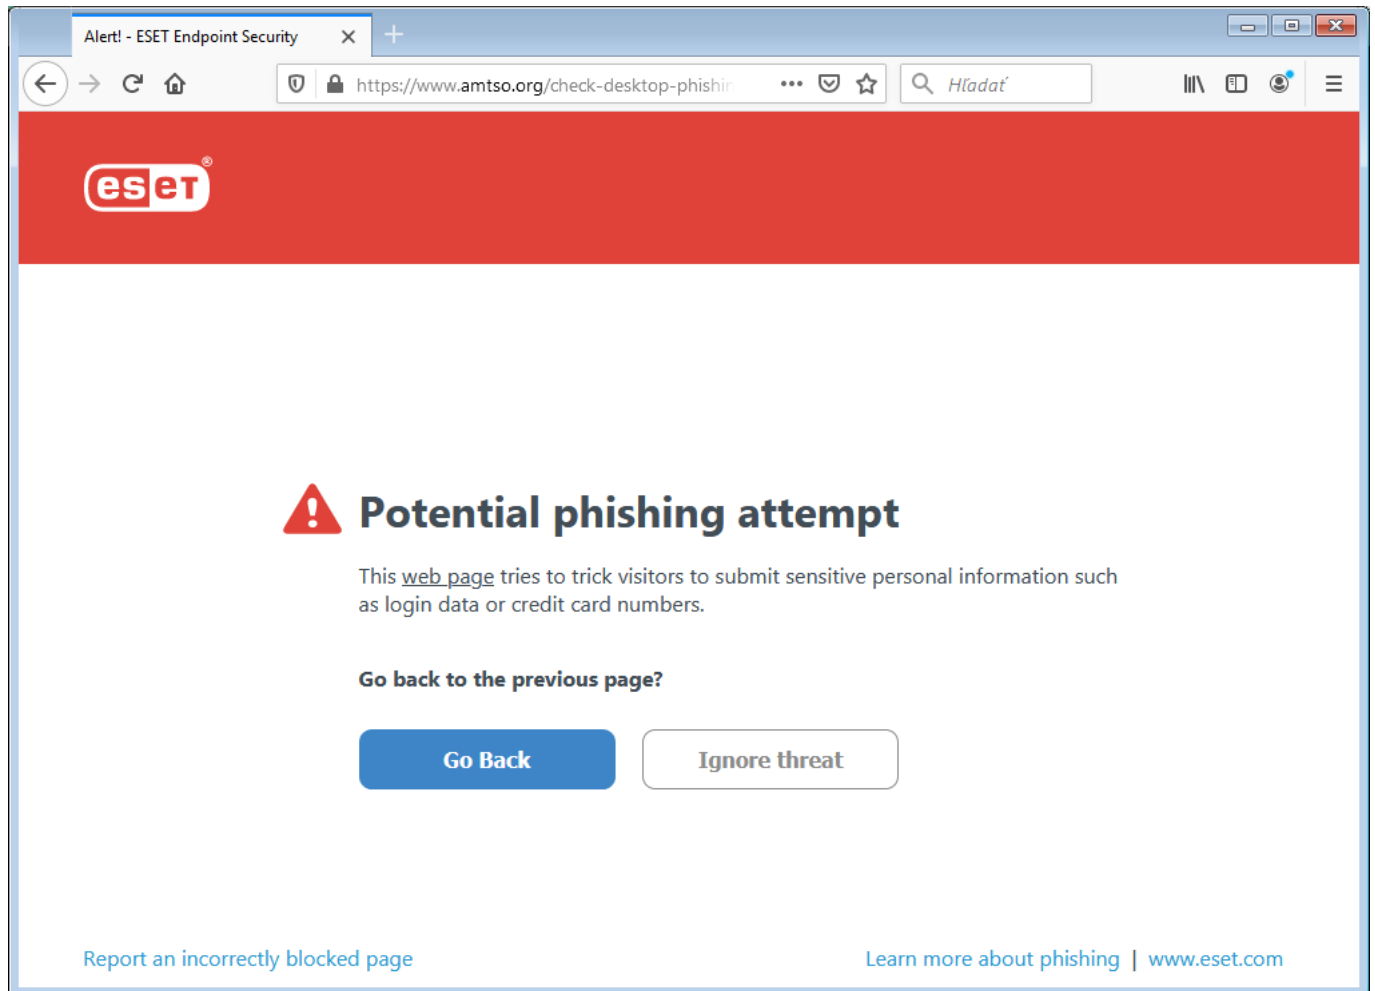 Alert! - ESET Endpoint Security
https://www.amtso.org/check-desktop-phishin
Hľadať
eseT®
Potential phishing attempt
This web page tries to trick visitors to submit sensitive personal information such
as login data or credit card numbers.
Go back to the previous page?
Go Back
Ignore threat
Report an incorrectly blocked page
Learn more about phishing | www.eset.com